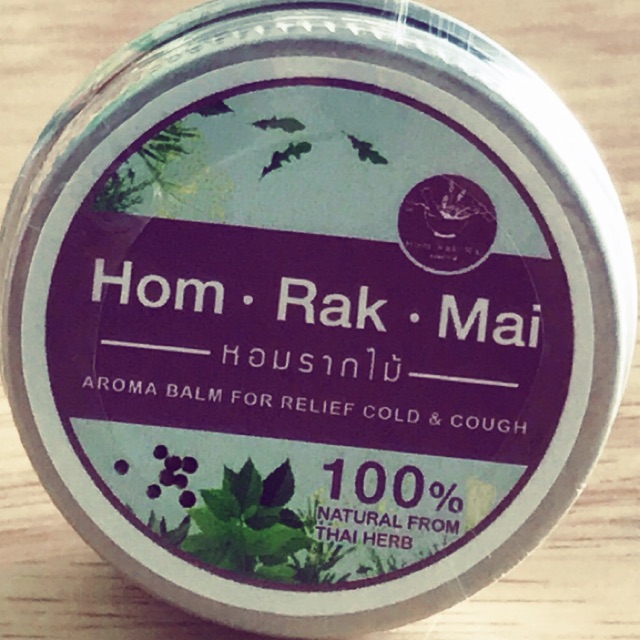 Hom · Rak · Mai
หอมรากไม้
AROMA BALM FOR RELIEF COLD & COUGH
100%
NATURAL FROM
THAI HERB